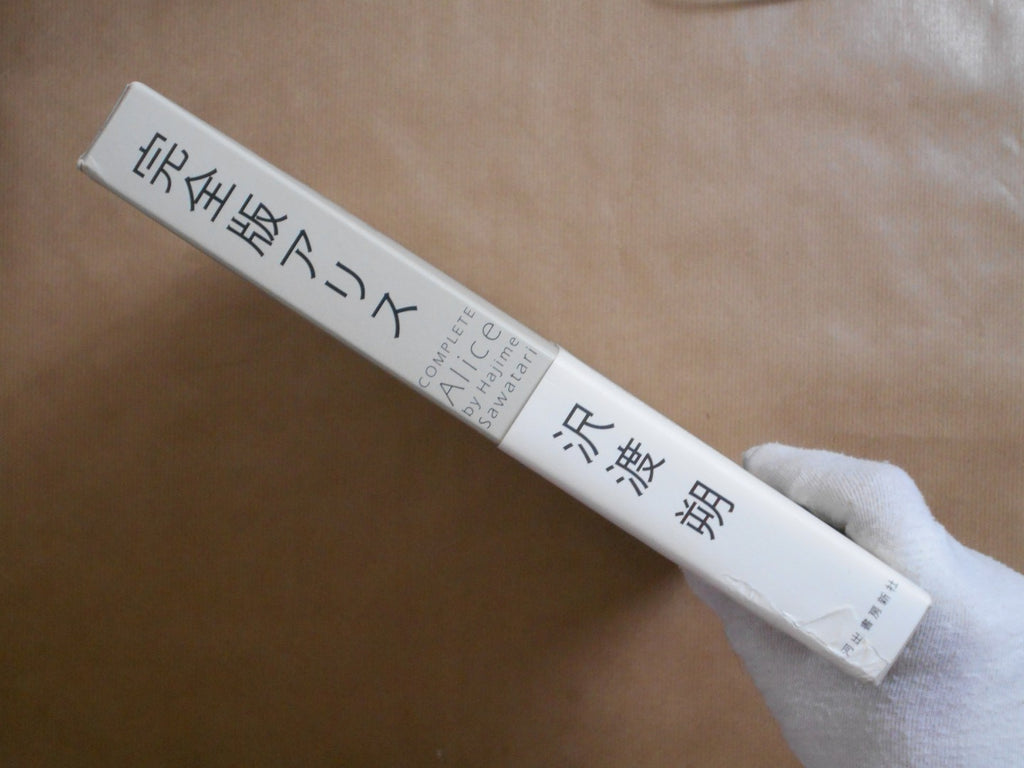 完全版アリス
COMPLETE
Alice
by Hajime
Sawatari
沢渡 朔
河出書房新社